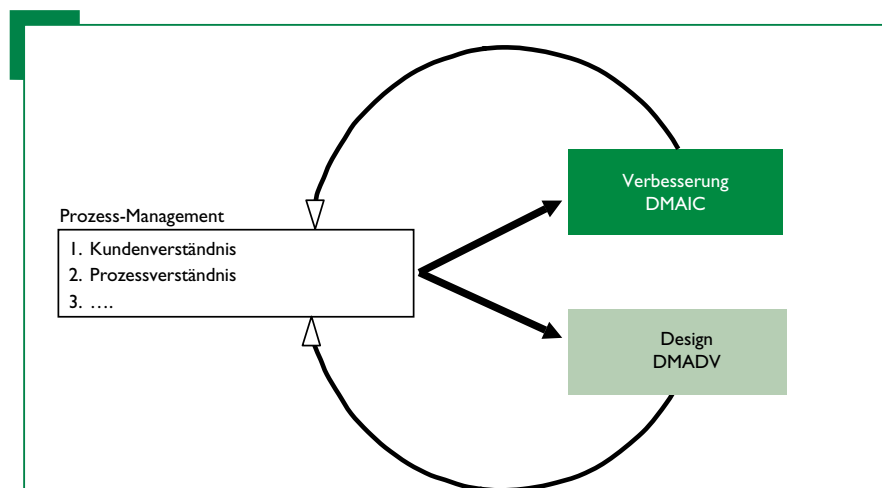 Prozess-Management
1. Kundenverständnis
2. Prozessverständnis
3. ….
Verbesserung
DMAIC
Design
DMADV